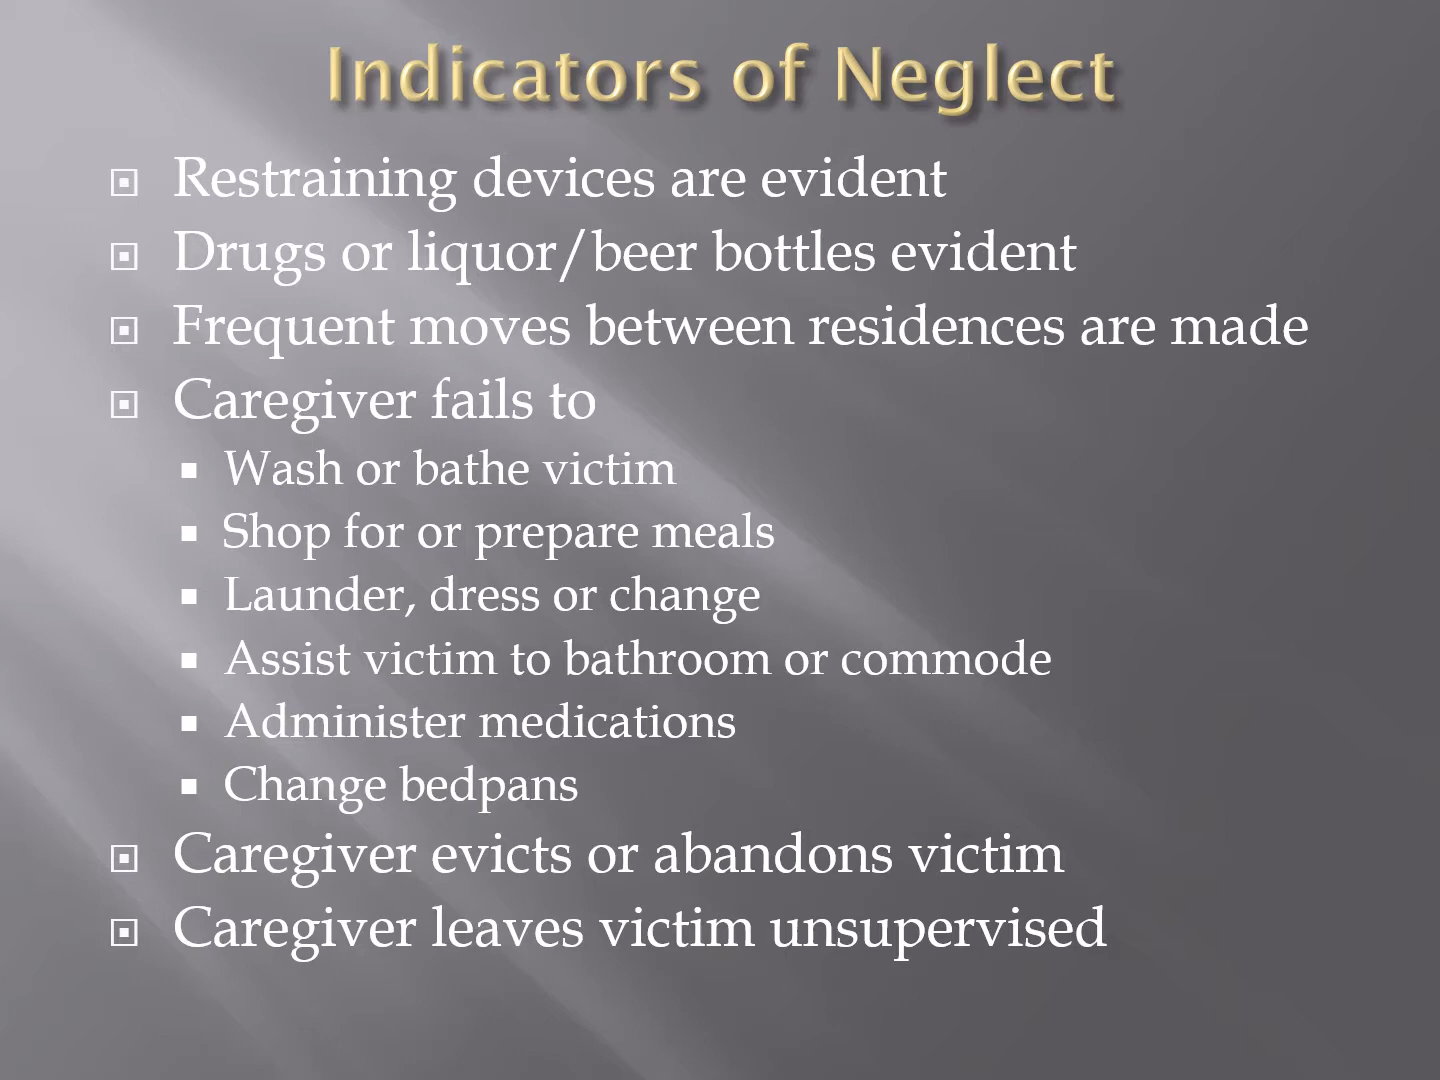 Indicators of Neglect
Restraining devices are evident
Drugs or liquor/beer bottles evident
Frequent moves between residences are made
Caregiver fails to
Wash or bathe victim
Shop for or prepare meals
Launder, dress or change
Assist victim to bathroom or commode
Administer medications
Change bedpans
Caregiver evicts or abandons victim
Caregiver leaves victim unsupervised